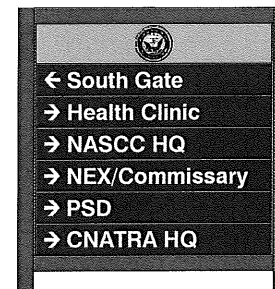 ← South Gate
→ Health Clinic
→ NASCC HQ
→ NEX/Commissary
→ PSD
→ CNATRA HQ